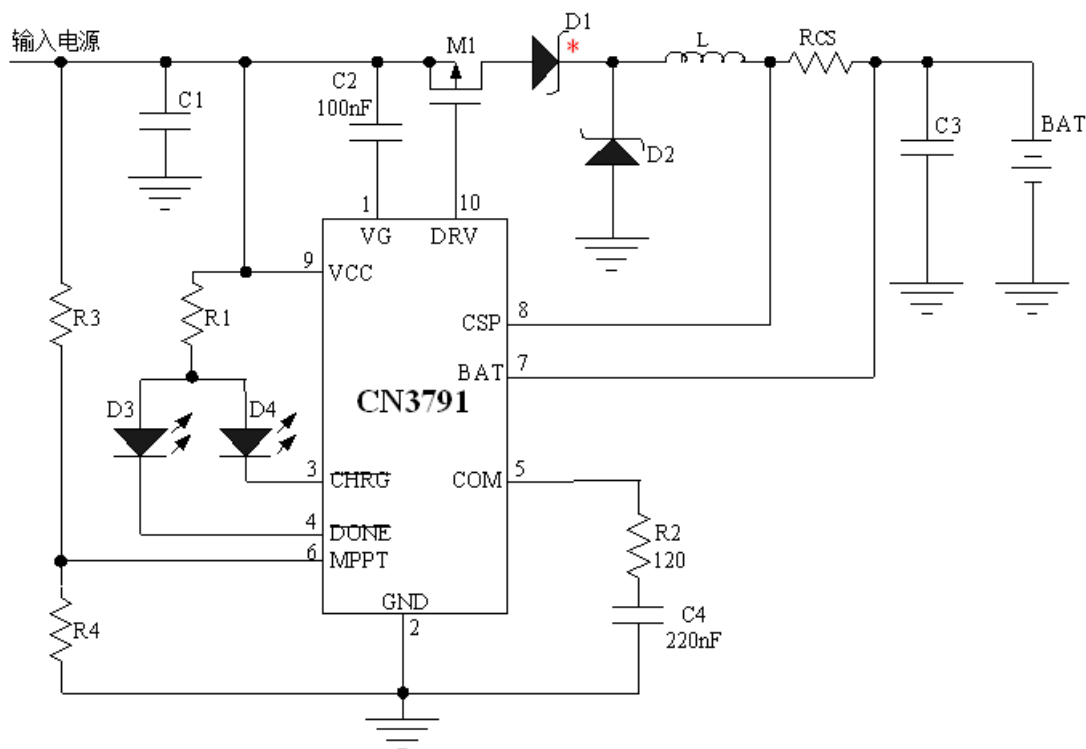 输入电源
D1
*
M1
L
RCS
C1
C2
100nF
D2
C3
BAT
1
10
VG
DRV
9
VCC
R3
R1
CSP
8
BAT
7
CN3791
D3
D4
3
CHRG
COM
5
4
DONE
6
MPPT
R2
120
GND
2
R4
C4
220nF